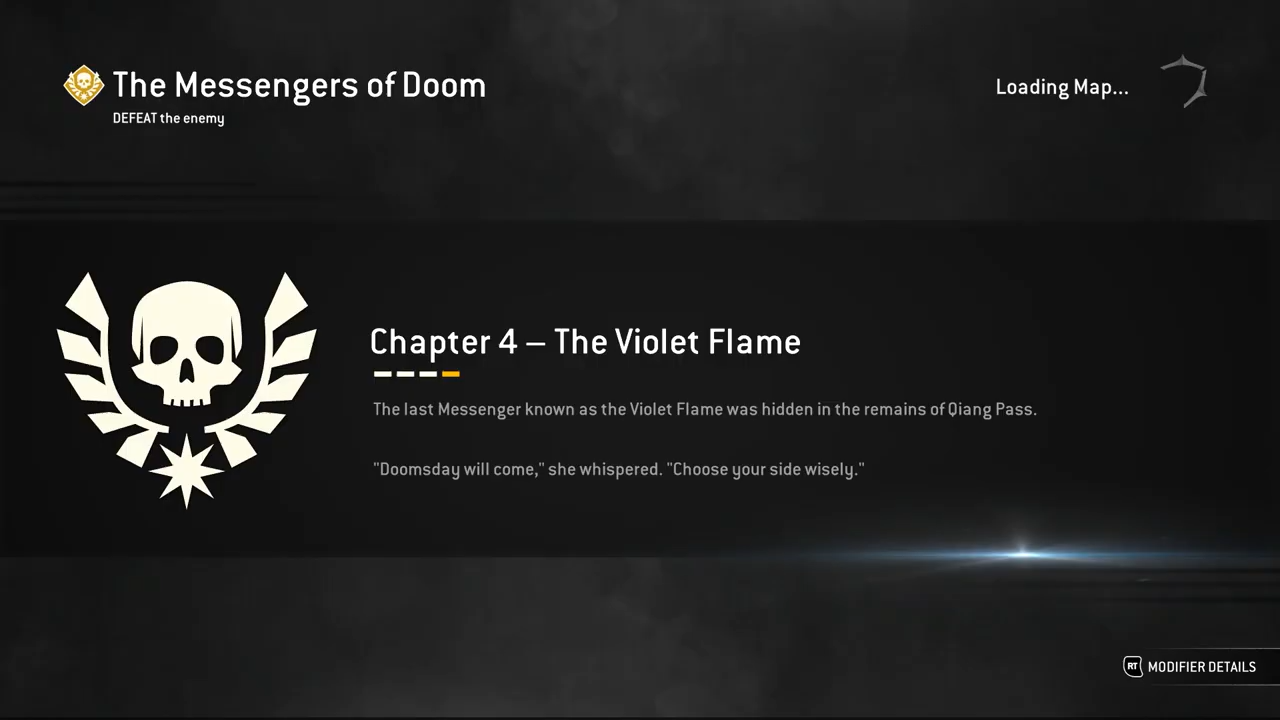 The Messengers of Doom
DEFEAT the enemy
Loading Map...
Chapter 4 – The Violet Flame
The last Messenger known as the Violet Flame was hidden in the remains of Qiang Pass.
"Doomsday will come," she whispered. "Choose your side wisely."
RT MODIFIER DETAILS